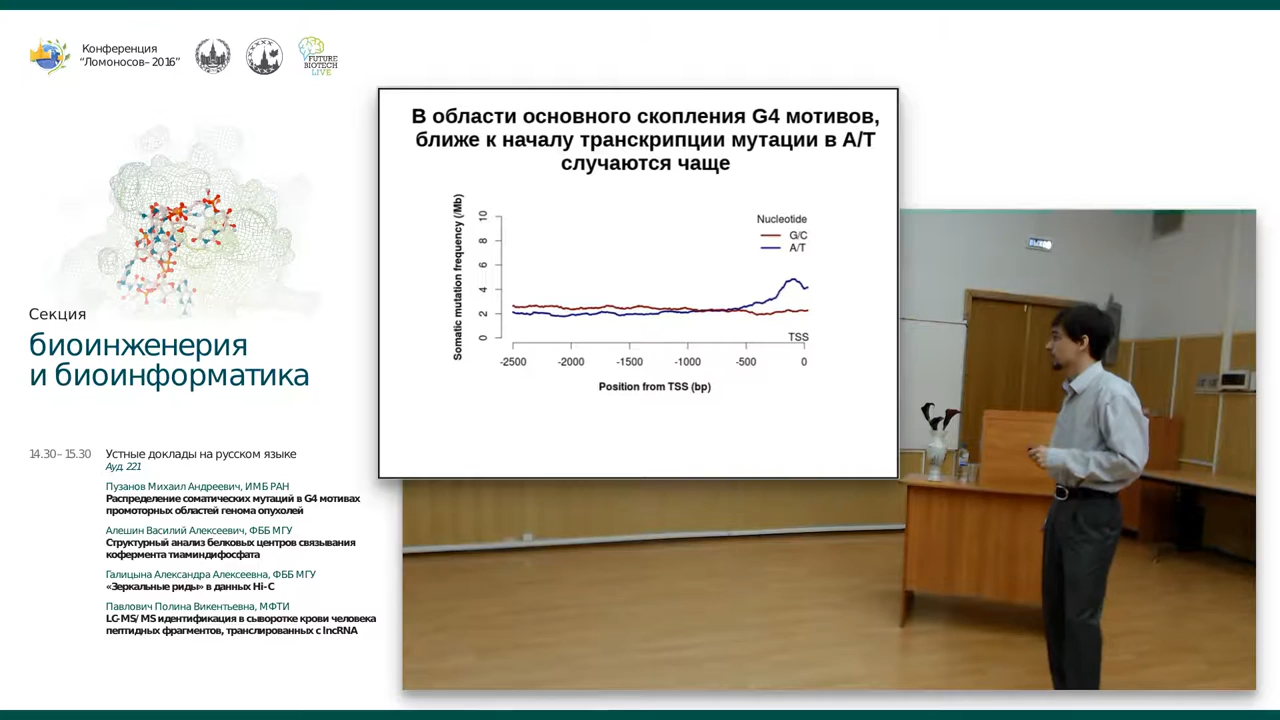 Конференция
“Ломоносов–2016”
FUTURE
BIOTECH
LIVE
Секция
биоинженерия
и биоинформатика
14.30–15.30 Устные доклады на русском языке
Ауд. 221
Пузанов Михаил Андреевич, ИМБ РАН
Распределение соматических мутаций в G4 мотивах
промоторных областей генома опухолей
Алешин Василий Алексеевич, ФББ МГУ
Структурный анализ белковых центров связывания
кофермента тиаминдифосфата
Галицына Александра Алексеевна, ФББ МГУ
«Зеркальные риды» в данных Hi-C
Павлович Полина Викентьевна, МФТИ
LC-MS/MS идентификация в сыворотке крови человека
пептидных фрагментов, транслированных с lncRNA
В области основного скопления G4 мотивов,
ближе к началу транскрипции мутации в A/T
случаются чаще
Somatic mutation frequency (/Mb)
10
8
6
4
2
0
Nucleotide
G/C
A/T
TSS
-2500 -2000 -1500 -1000 -500 0
Position from TSS (bp)
ВЫХОД